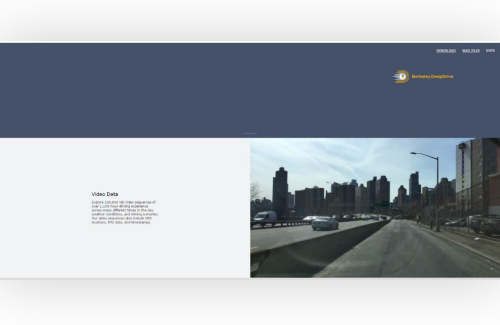 DOWNLOAD WAD 2018
Berkeley DeepDrive
Video Data
Explore 100,000 HD video sequences of
over 1,100-hour driving experience
across many different times in the day,
weather conditions, and driving scenarios.
Our video sequences also include GPS
locations, IMU data, and timestamps.